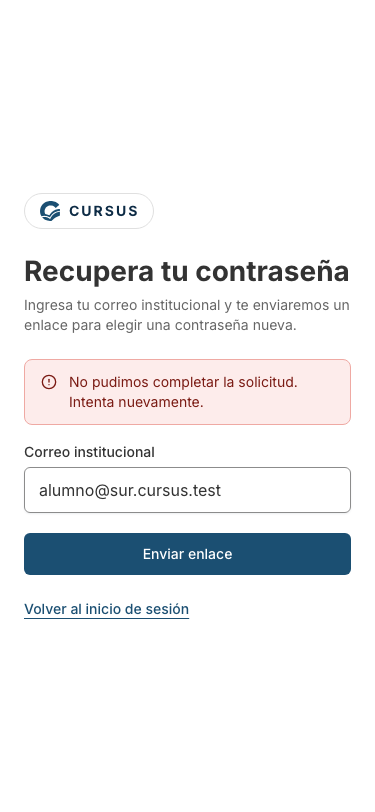 CURSUS
Recupera tu contraseña
Ingresa tu correo institucional y te enviaremos un
enlace para elegir una contraseña nueva.
No pudimos completar la solicitud.
Intenta nuevamente.
Correo institucional
alumno@sur.cursus.test
Enviar enlace
Volver al inicio de sesión